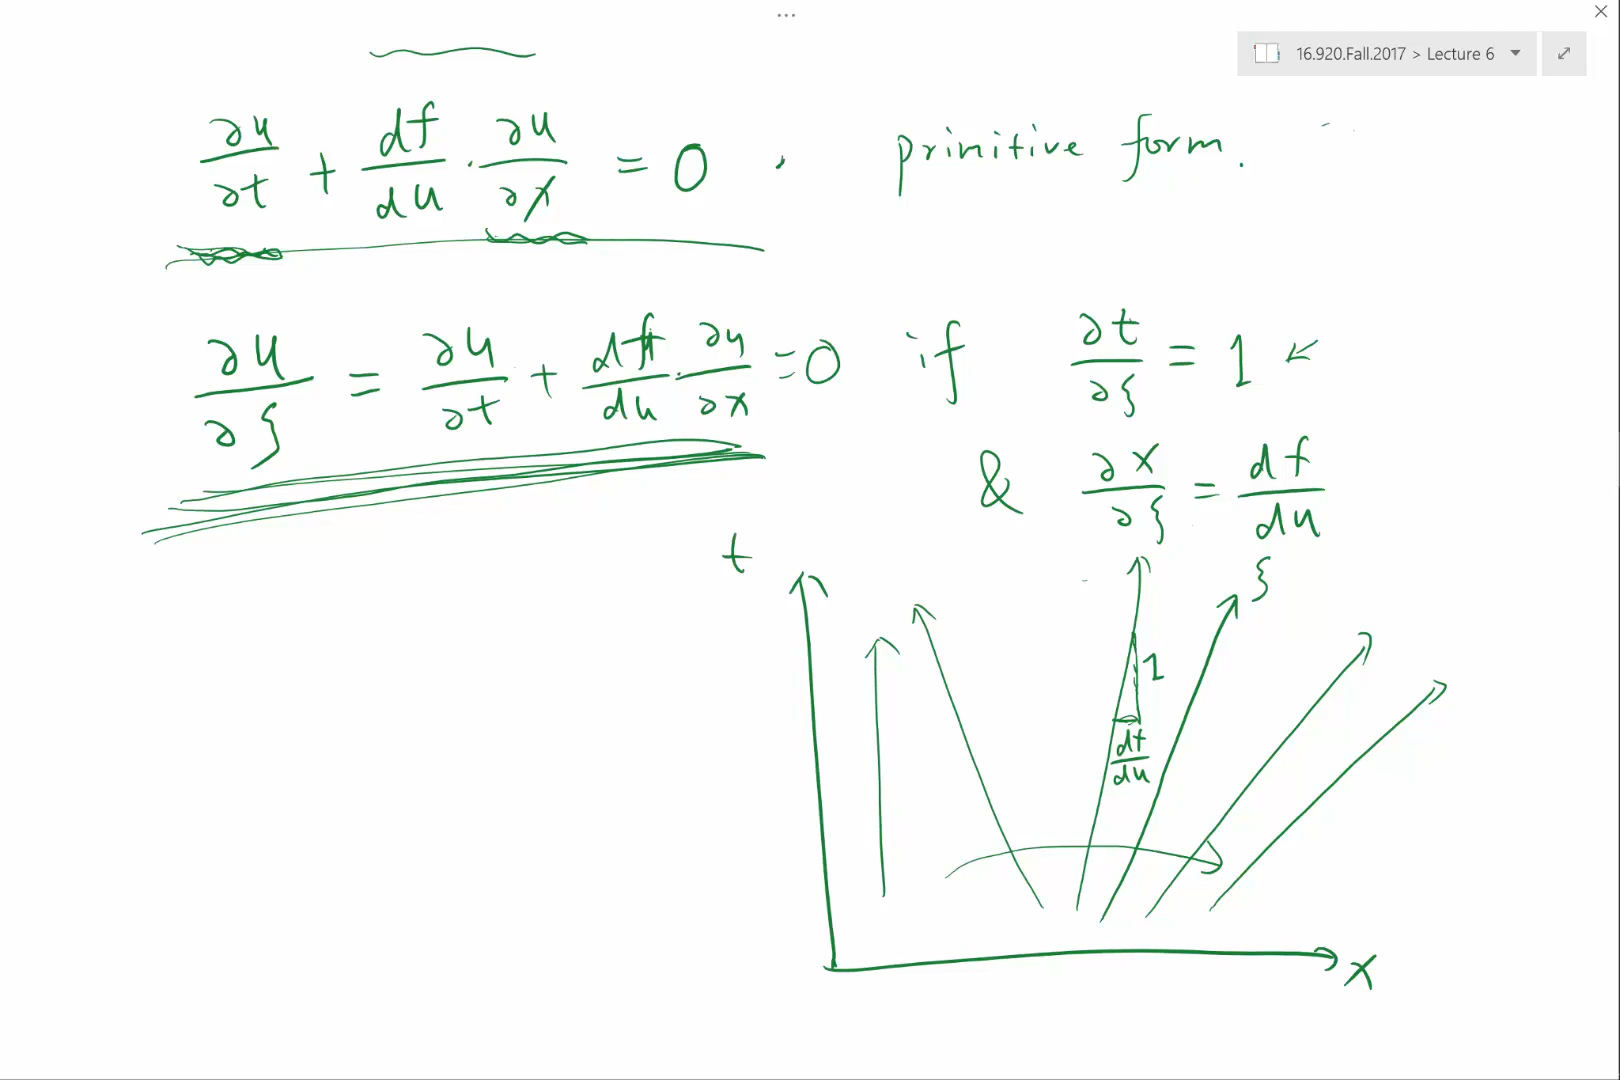 16.920.Fall.2017 > Lecture 6
∂u/∂t + df/du · ∂u/∂x = 0 , prinitive form.
∂u/∂ξ = ∂u/∂t + df/du · ∂u/∂x = 0 if ∂t/∂ξ = 1
& ∂x/∂ξ = df/du
t
ξ
1
df/du
x